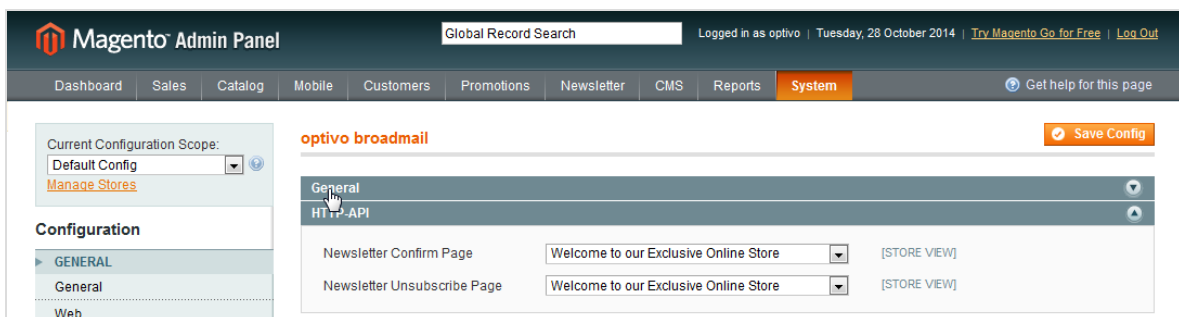 Magento Admin Panel
Global Record Search
Logged in as optivo | Tuesday, 28 October 2014 | Try Magento Go for Free | Log Out
Dashboard Sales Catalog Mobile Customers Promotions Newsletter CMS Reports System Get help for this page
Current Configuration Scope:
Default Config
Manage Stores
Configuration
GENERAL
General
Web
optivo broadmail
Save Config
General
HTTP-API
Newsletter Confirm Page Welcome to our Exclusive Online Store [STORE VIEW]
Newsletter Unsubscribe Page Welcome to our Exclusive Online Store [STORE VIEW]